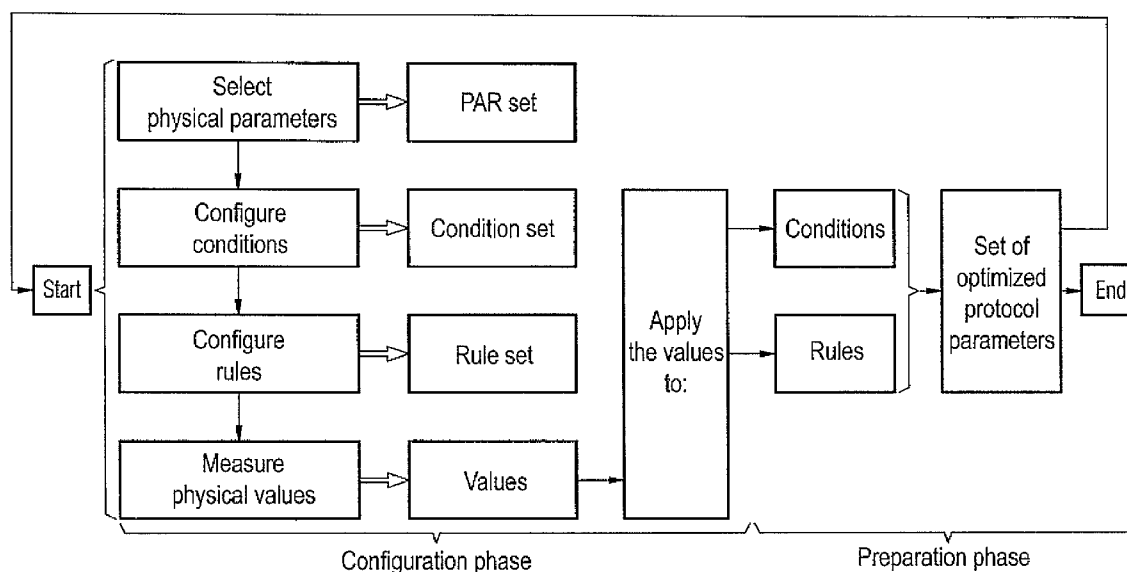 Start
Select
physical parameters
PAR set
Configure
conditions
Condition set
Configure
rules
Rule set
Measure
physical values
Values
Apply
the values
to:
Conditions
Rules
Set of
optimized
protocol
parameters
End
Configuration phase
Preparation phase